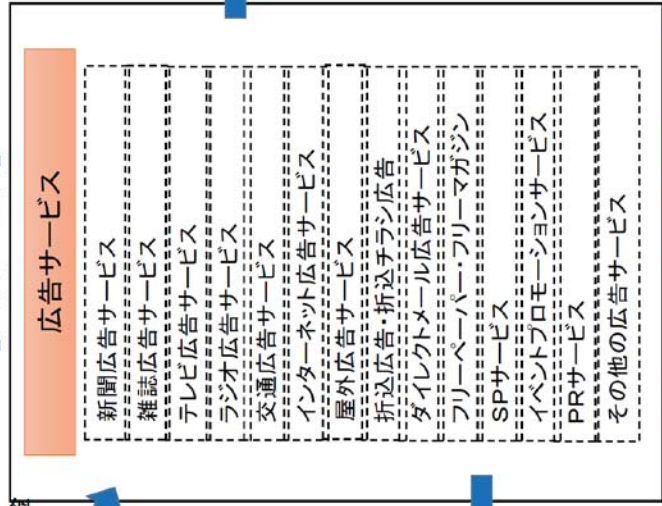 広告サービス
新聞広告サービス
雑誌広告サービス
テレビ広告サービス
ラジオ広告サービス
交通広告サービス
インターネット広告サービス
屋外広告サービス
折込広告・折込チラシ広告
ダイレクトメール広告サービス
フリーペーパー・フリーマガジン
SPサービス
イベントプロモーションサービス
PRサービス
その他の広告サービス